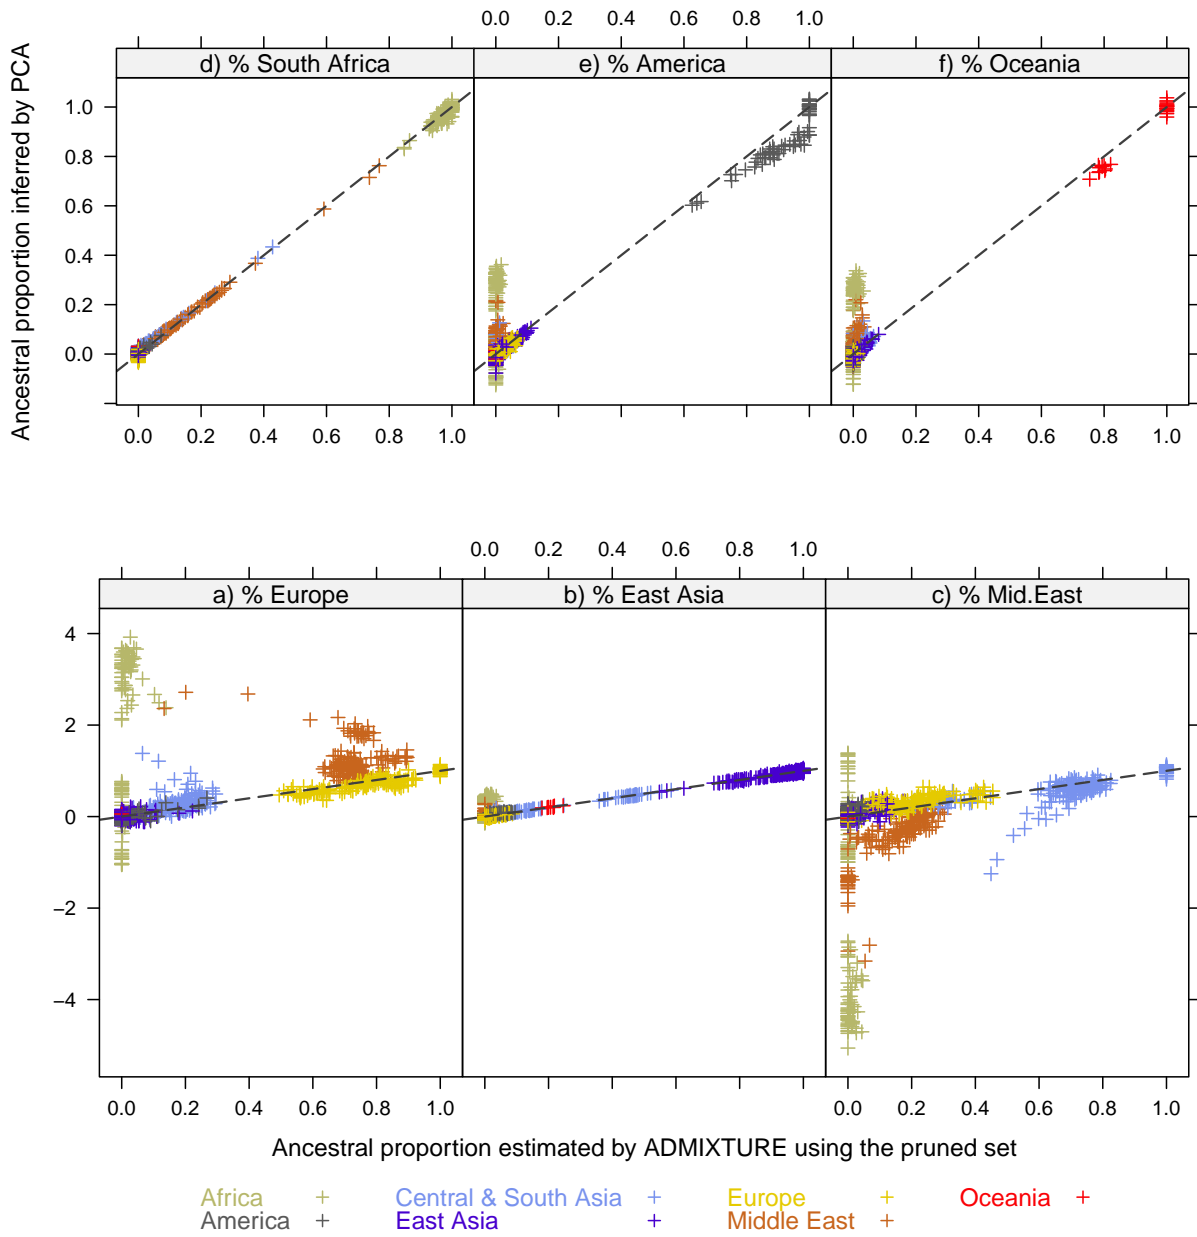 0.0 0.2 0.4 0.6 0.8 1.0
d) % South Africa e) % America f) % Oceania
Ancestral proportion inferred by PCA
1.0
0.8
0.6
0.4
0.2
0.0
0.0 0.2 0.4 0.6 0.8 1.0 0.0 0.2 0.4 0.6 0.8 1.0
0.0 0.2 0.4 0.6 0.8 1.0
a) % Europe b) % East Asia c) % Mid.East
4
2
0
−2
−4
0.0 0.2 0.4 0.6 0.8 1.0 0.0 0.2 0.4 0.6 0.8 1.0
Ancestral proportion estimated by ADMIXTURE using the pruned set
Africa Central & South Asia Europe Oceania
America East Asia Middle East